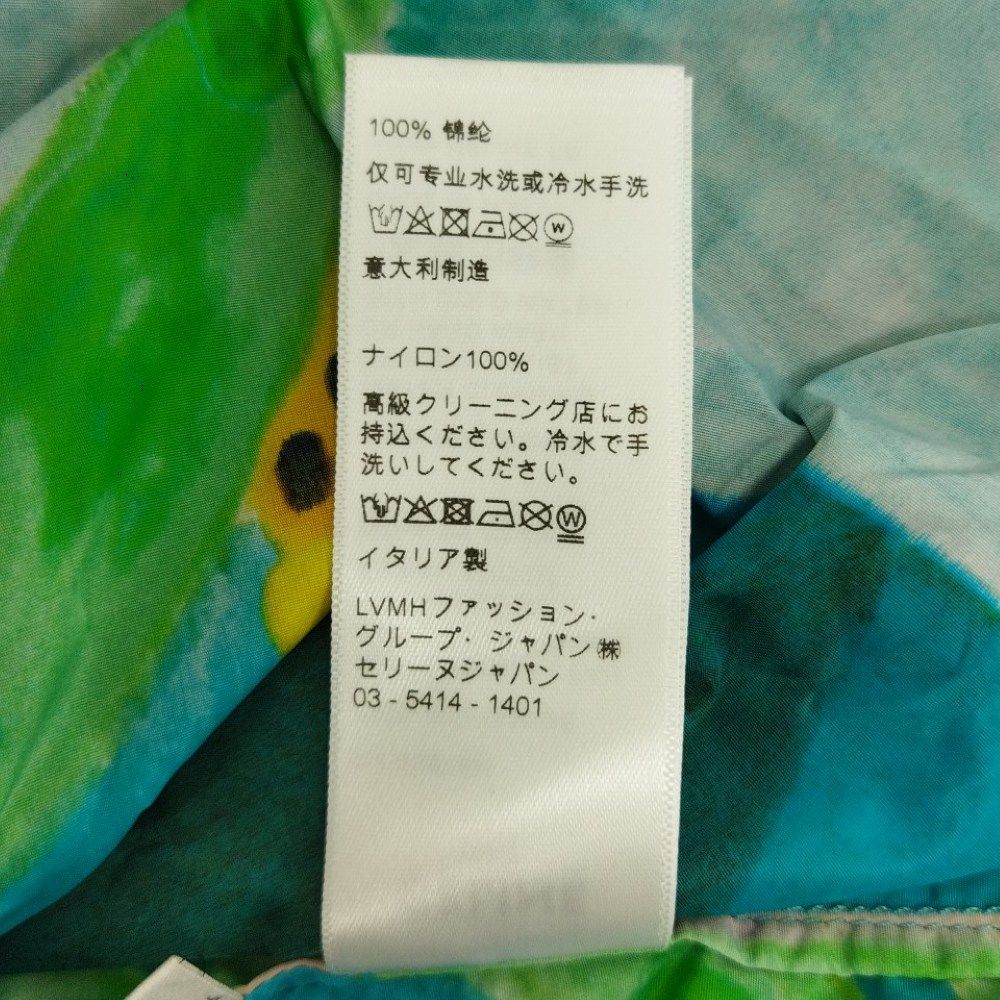 100% 锦纶
仅可专业水洗或冷水手洗
W
意大利制造
ナイロン100%
高級クリーニング店にお
持込ください。冷水で手
洗いしてください。
W
イタリア製
LVMHファッション・
グループ・ジャパン㈱
セリーヌジャパン
03 - 5414 - 1401